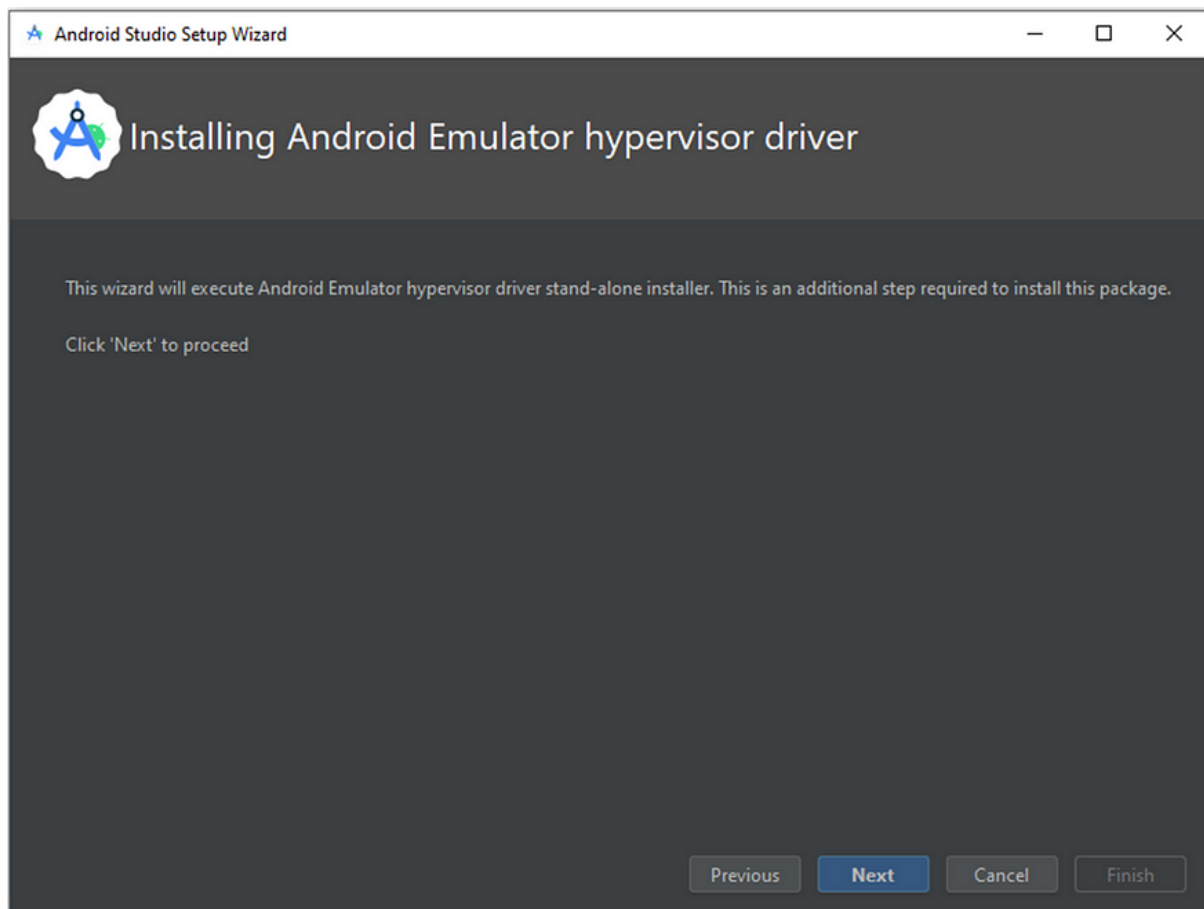 Android Studio Setup Wizard
Installing Android Emulator hypervisor driver
This wizard will execute Android Emulator hypervisor driver stand-alone installer. This is an additional step required to install this package.
Click 'Next' to proceed
Previous Next Cancel Finish